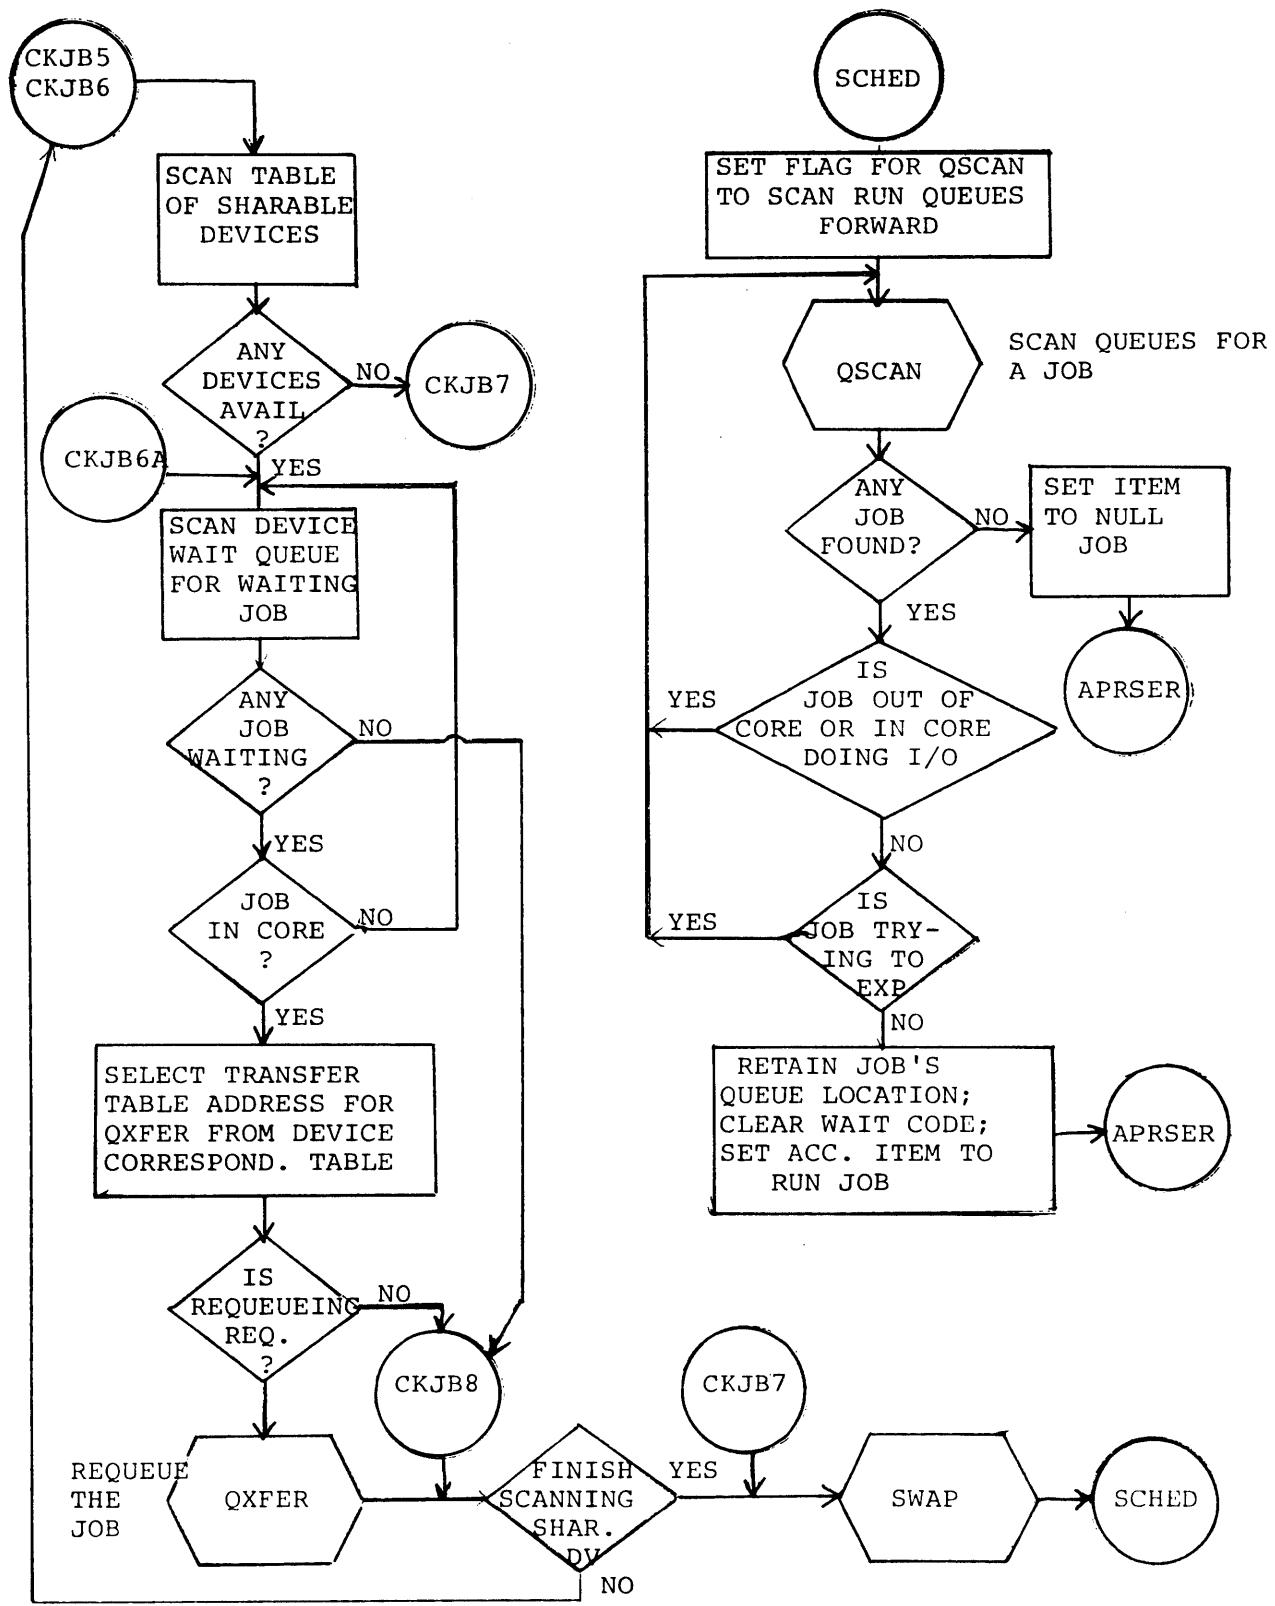 CKJB5
CKJB6
SCAN TABLE
OF SHARABLE
DEVICES
ANY
DEVICES
AVAIL
?
NO
CKJB7
CKJB6A
YES
SCAN DEVICE
WAIT QUEUE
FOR WAITING
JOB
ANY
JOB
WAITING
?
NO
YES
JOB
IN CORE
?
NO
YES
SELECT TRANSFER
TABLE ADDRESS FOR
QXFER FROM DEVICE
CORRESPOND. TABLE
IS
REQUEUEING
REQ.
?
NO
CKJB8
REQUEUE
THE
JOB
QXFER
FINISH
SCANNING
SHAR.
DV
YES
NO
CKJB7
SWAP
SCHED
SCHED
SET FLAG FOR QSCAN
TO SCAN RUN QUEUES
FORWARD
QSCAN
SCAN QUEUES FOR
A JOB
ANY
JOB
FOUND?
NO
SET ITEM
TO NULL
JOB
APRSER
YES
IS
JOB OUT OF
CORE OR IN CORE
DOING I/O
YES
NO
IS
JOB TRY-
ING TO
EXP
YES
NO
RETAIN JOB'S
QUEUE LOCATION;
CLEAR WAIT CODE;
SET ACC. ITEM TO
RUN JOB
APRSER